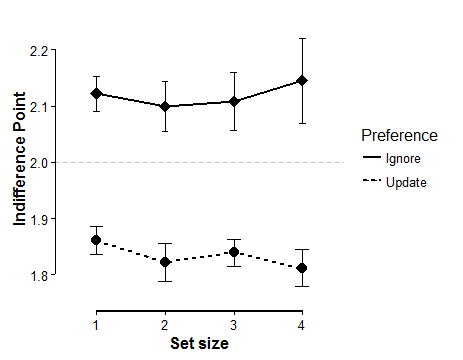 Indifference Point
2.2
2.1
2.0
1.9
1.8
1
2
3
4
Set size
Preference
Ignore
Update